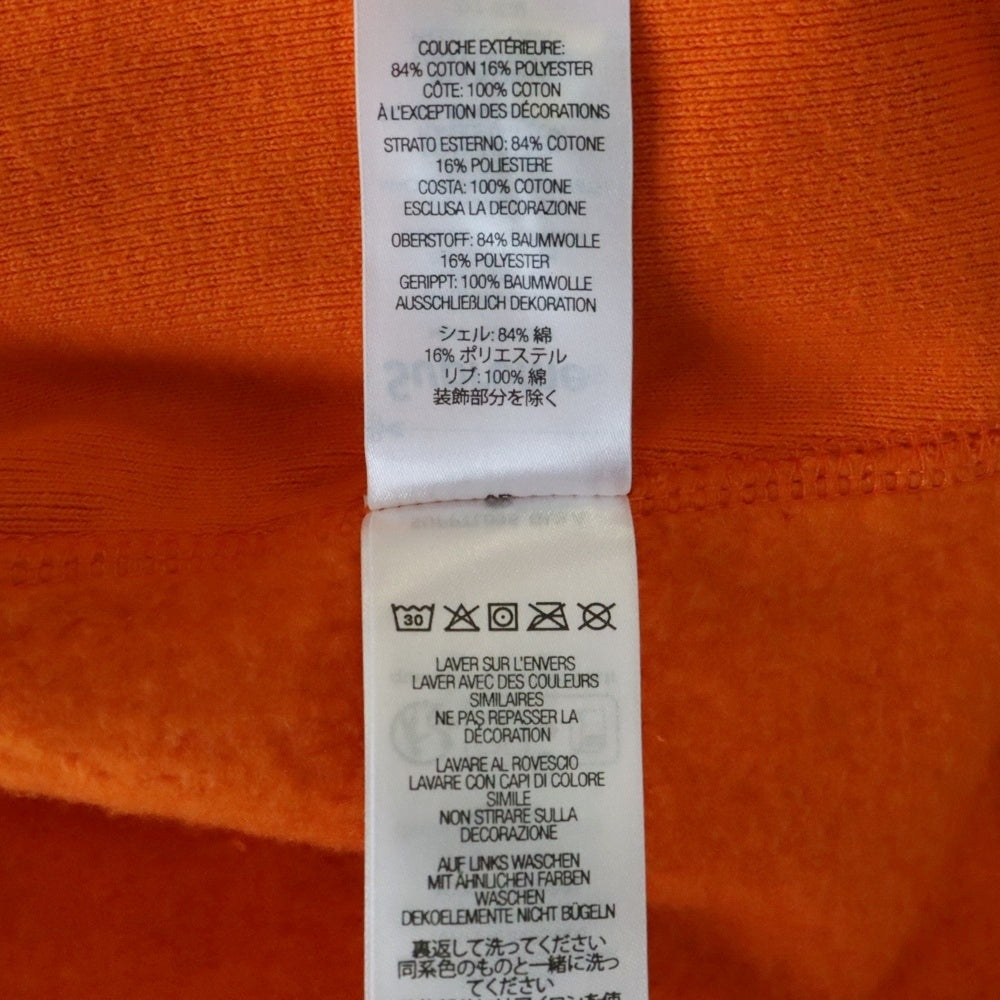 COUCHE EXTÉRIEURE:
84% COTON 16% POLYESTER
CÔTE: 100% COTON
À L'EXCEPTION DES DÉCORATIONS
STRATO ESTERNO: 84% COTONE
16% POLIESTERE
COSTA: 100% COTONE
ESCLUSA LA DECORAZIONE
OBERSTOFF: 84% BAUMWOLLE
16% POLYESTER
GERIPPT: 100% BAUMWOLLE
AUSSCHLIEßLICH DEKORATION
シェル: 84% 綿
16% ポリエステル
リブ: 100% 綿
装飾部分を除く
30
LAVER SUR L'ENVERS
LAVER AVEC DES COULEURS
SIMILAIRES
NE PAS REPASSER LA
DÉCORATION
LAVARE AL ROVESCIO
LAVARE CON CAPI DI COLORE
SIMILE
NON STIRARE SULLA
DECORAZIONE
AUF LINKS WASCHEN
MIT ÄHNLICHEN FARBEN
WASCHEN
DEKOELEMENTE NICHT BÜGELN
裏返して洗ってください
同系色のものと一緒に洗っ
てください